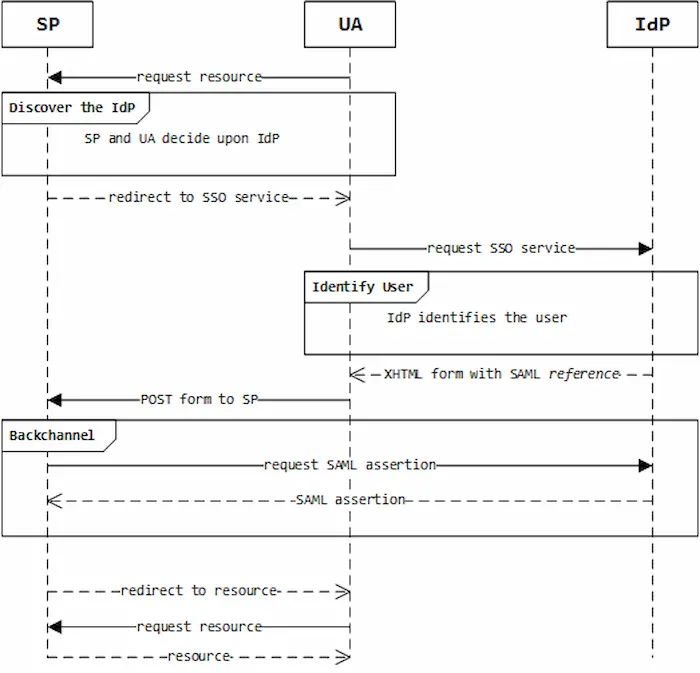 SP
UA
IdP
request resource
Discover the IdP
SP and UA decide upon IdP
redirect to SSO service
request SSO service
Identify User
IdP identifies the user
XHTML form with SAML reference
POST form to SP
Backchannel
request SAML assertion
SAML assertion
redirect to resource
request resource
resource